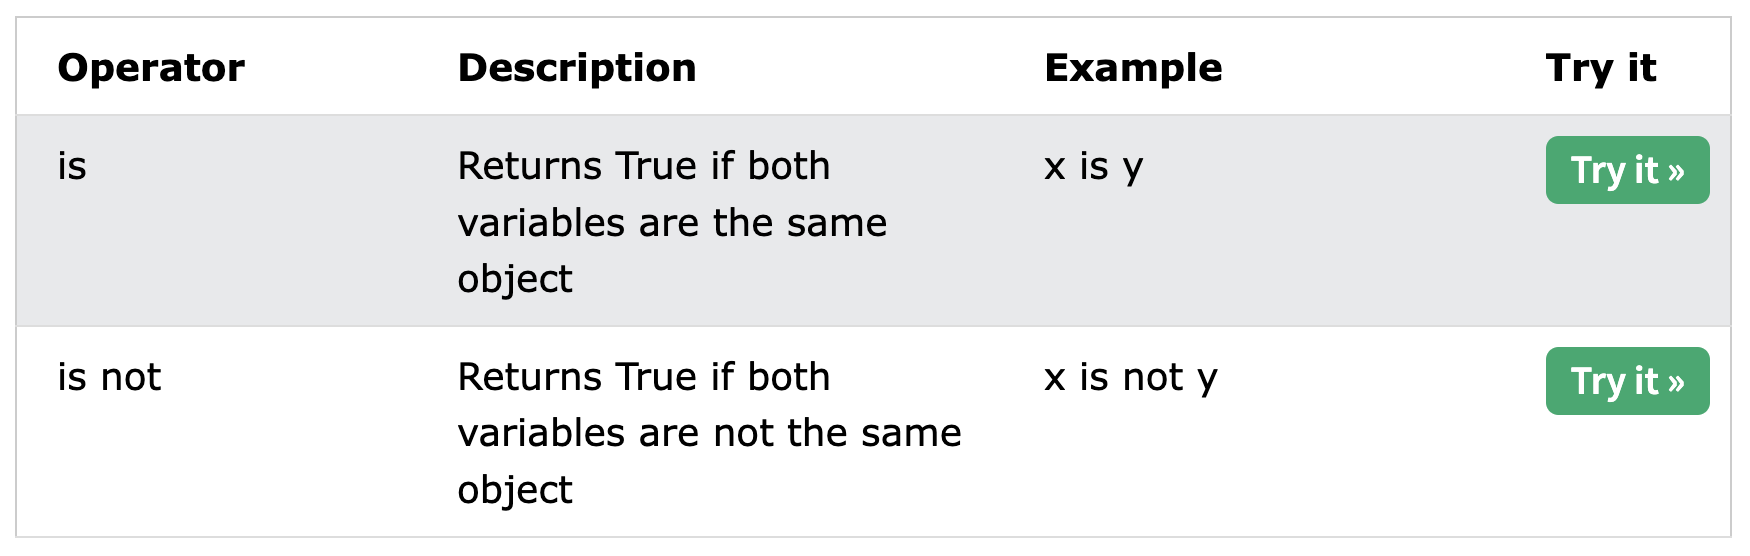 Operator Description Example Try it
is Returns True if both x is y Try it »
variables are the same
object
is not Returns True if both x is not y Try it »
variables are not the same
object